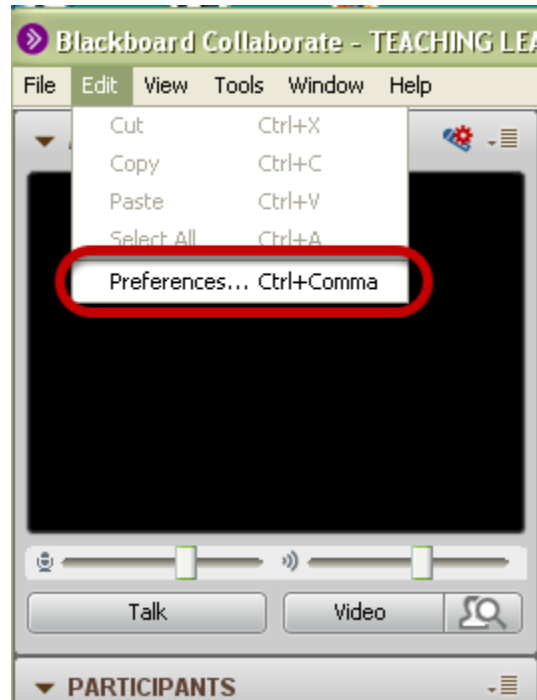 Blackboard Collaborate - TEACHING LEA
File Edit View Tools Window Help
Cut Ctrl+X
Copy Ctrl+C
Paste Ctrl+V
Select All Ctrl+A
Preferences... Ctrl+Comma
Talk Video
PARTICIPANTS